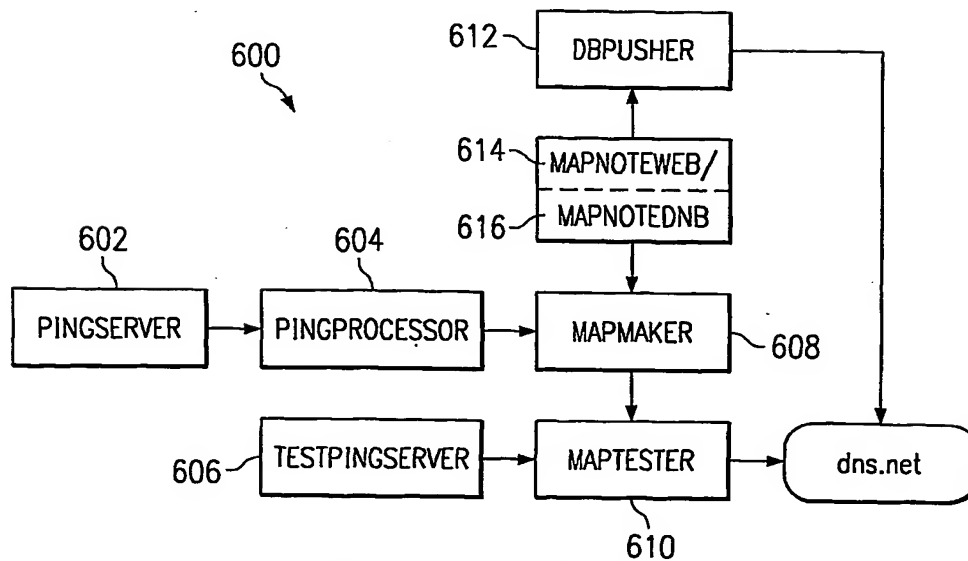 612
DBPUSHER
600
614
MAPNOTEWEB/
616
MAPNOTEDNB
602
604
PINGSERVER
PINGPROCESSOR
MAPMAKER
608
606
TESTPINGSERVER
MAPTESTER
dns.net
610